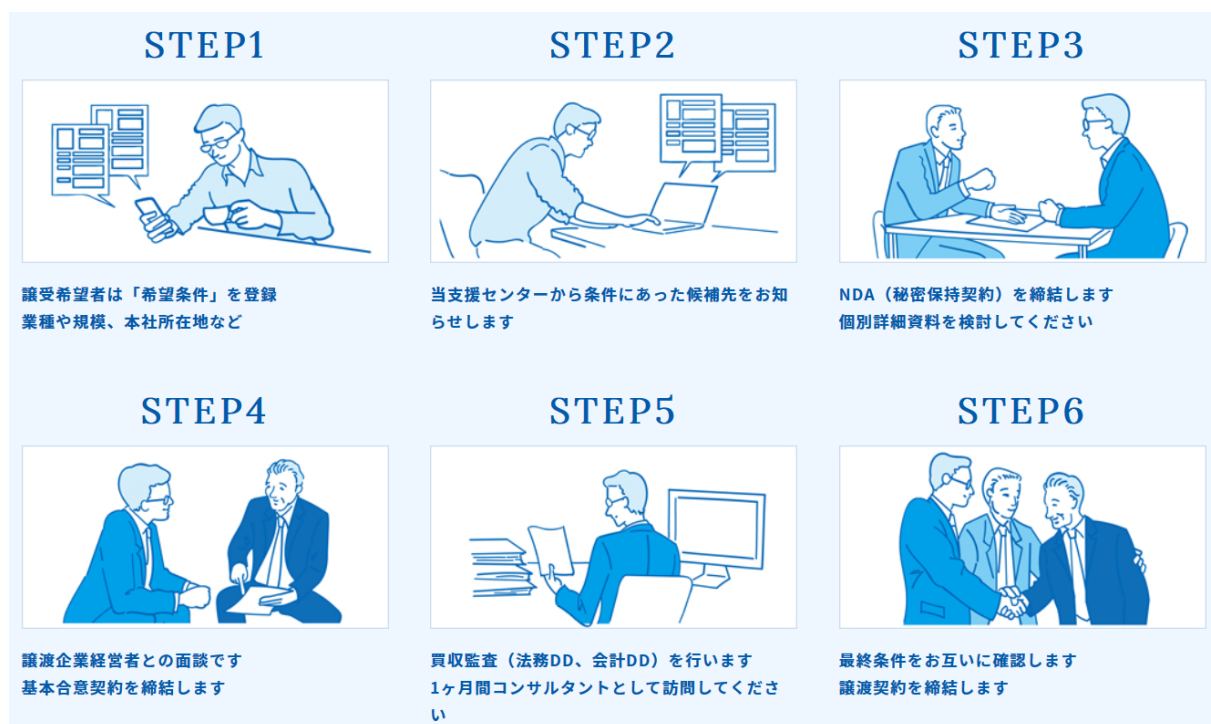 STEP1
譲受希望者は「希望条件」を登録
業種や規模、本社所在地など
STEP2
当支援センターから条件にあった候補先をお知
らせします
STEP3
NDA（秘密保持契約）を締結します
個別詳細資料を検討してください
STEP4
譲渡企業経営者との面談です
基本合意契約を締結します
STEP5
買収監査（法務DD、会計DD）を行います
1ヶ月間コンサルタントとして訪問してくださ
い
STEP6
最終条件をお互いに確認します
譲渡契約を締結します